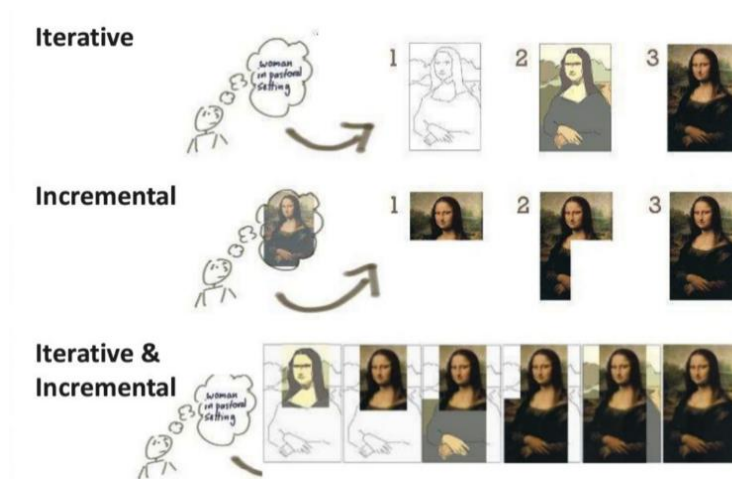 Iterative
woman
in pastoral
setting
1 2 3
Incremental
1 2 3
Iterative &
Incremental
woman
in pastoral
setting